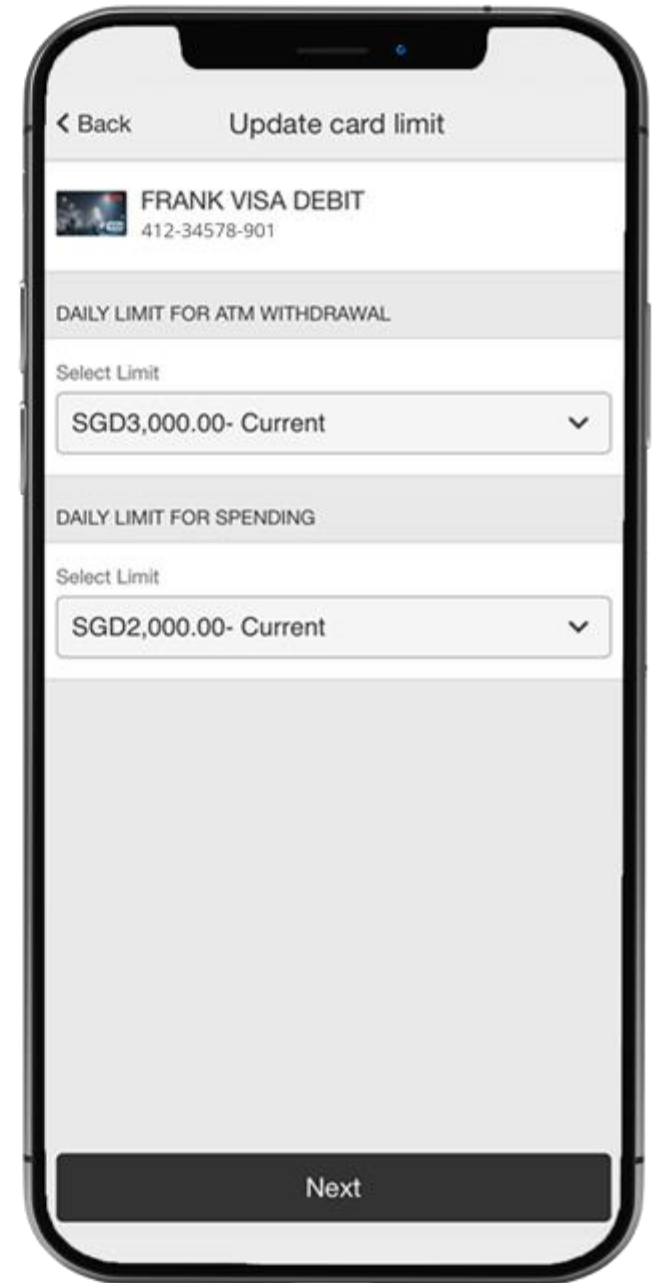 Back
Update card limit
FRANK VISA DEBIT
412-34578-901
DAILY LIMIT FOR ATM WITHDRAWAL
Select Limit
SGD3,000.00- Current
DAILY LIMIT FOR SPENDING
Select Limit
SGD2,000.00- Current
Next